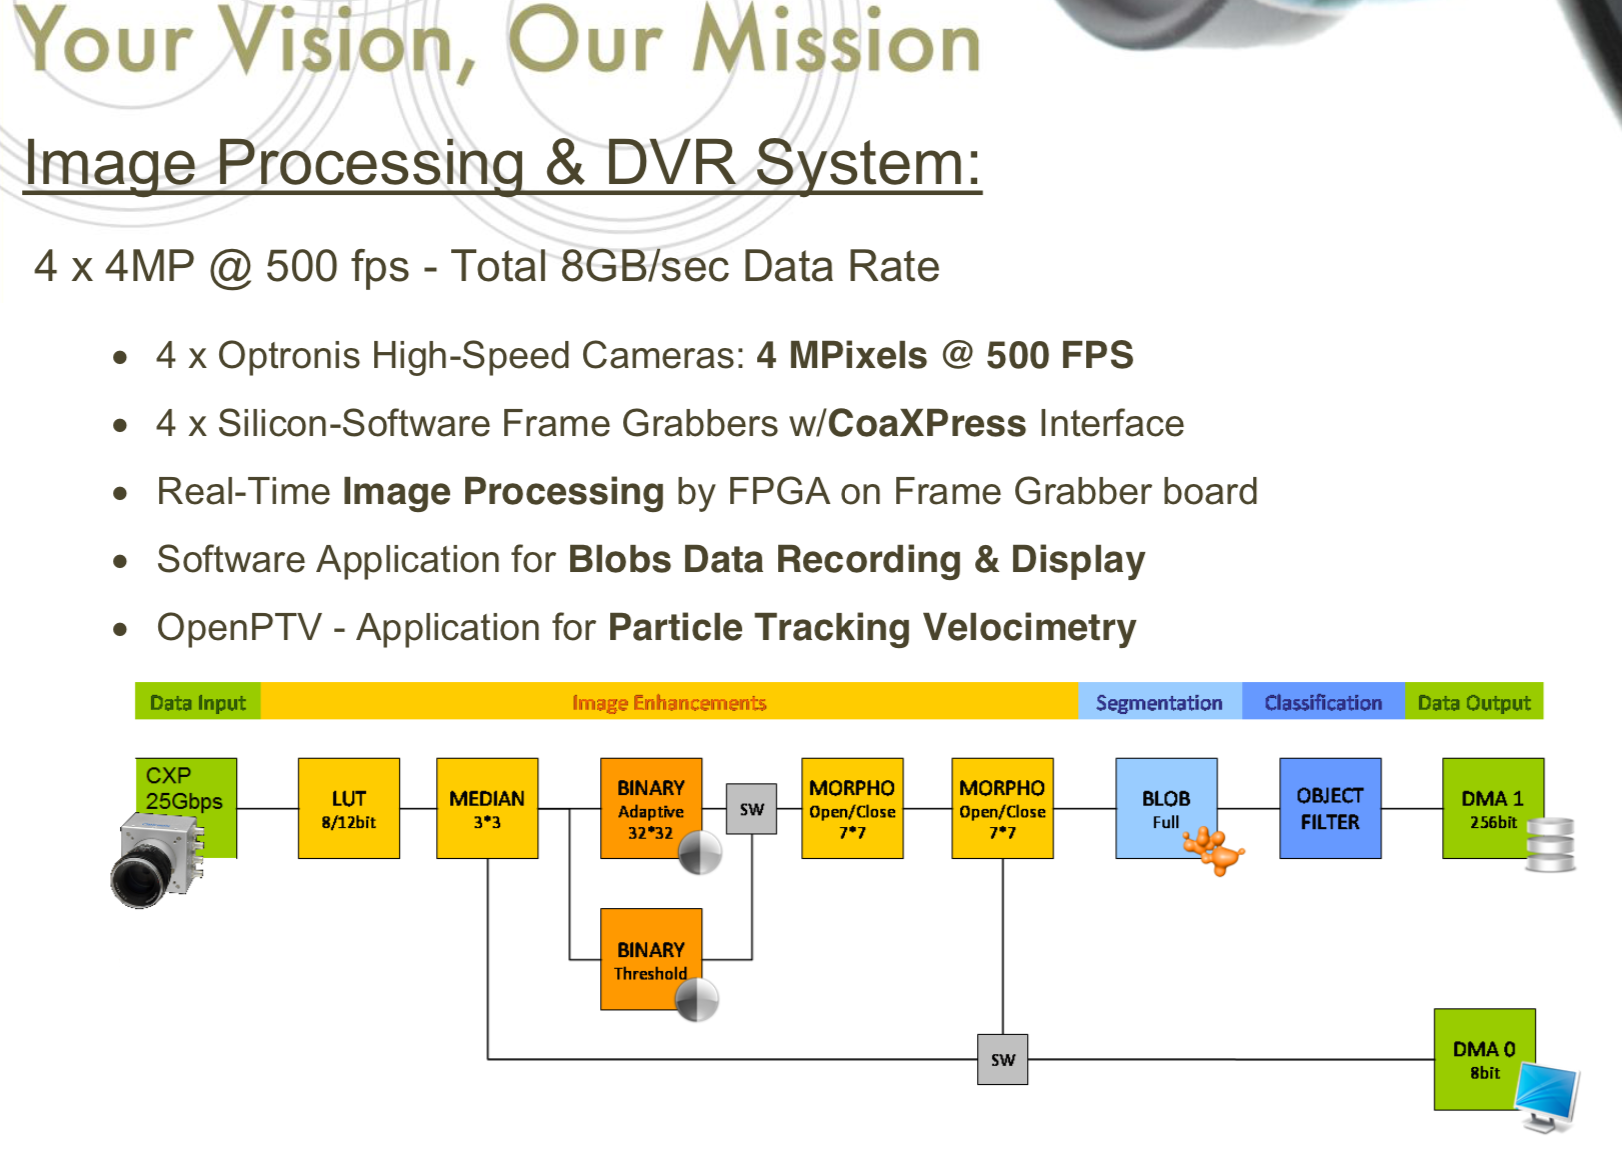 Your Vision, Our Mission
Image Processing & DVR System:
4 x 4MP @ 500 fps - Total 8GB/sec Data Rate
• 4 x Optronis High-Speed Cameras: 4 MPixels @ 500 FPS
• 4 x Silicon-Software Frame Grabbers w/CoaXPress Interface
• Real-Time Image Processing by FPGA on Frame Grabber board
• Software Application for Blobs Data Recording & Display
• OpenPTV - Application for Particle Tracking Velocimetry
Data Input
Image Enhancements
Segmentation
Classification
Data Output
CXP
25Gbps
LUT
8/12bit
MEDIAN
3*3
BINARY
Adaptive
32*32
SW
MORPHO
Open/Close
7*7
MORPHO
Open/Close
7*7
BLOB
Full
OBJECT
FILTER
DMA 1
256bit
BINARY
Threshold
SW
DMA 0
8bit